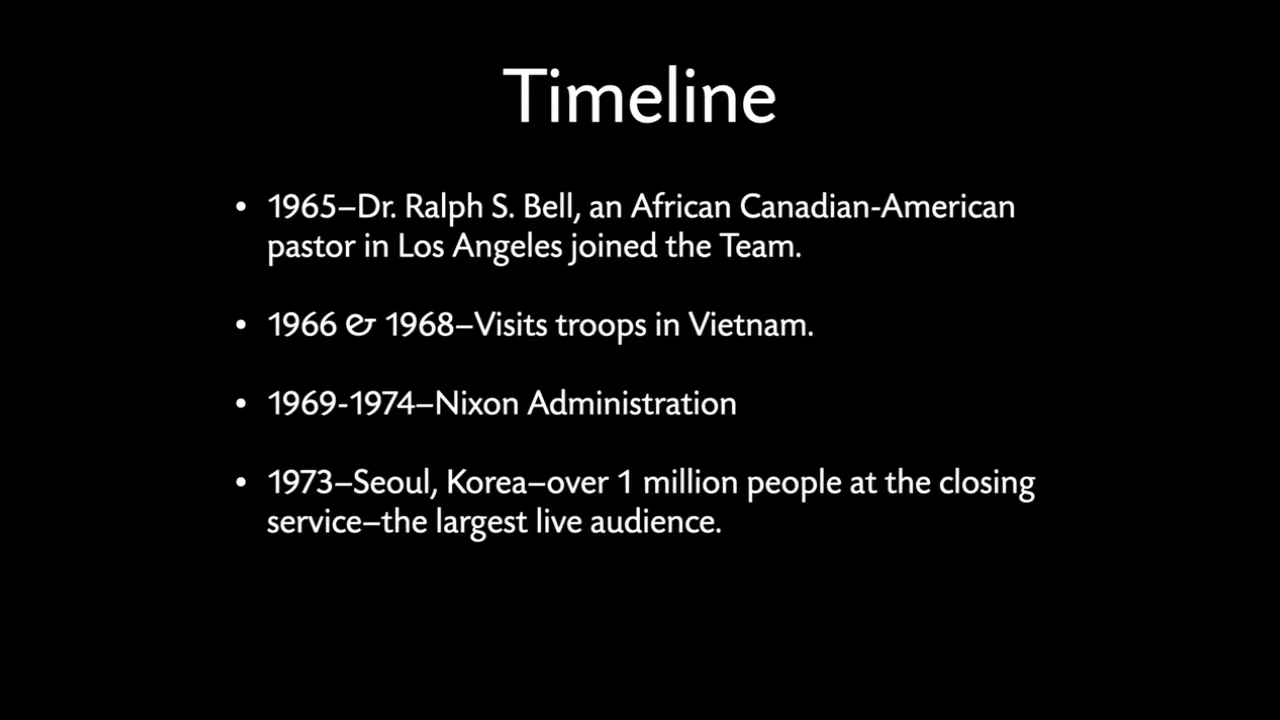 Timeline
• 1965–Dr. Ralph S. Bell, an African Canadian-American
pastor in Los Angeles joined the Team.
• 1966 & 1968–Visits troops in Vietnam.
• 1969-1974–Nixon Administration
• 1973–Seoul, Korea–over 1 million people at the closing
service–the largest live audience.